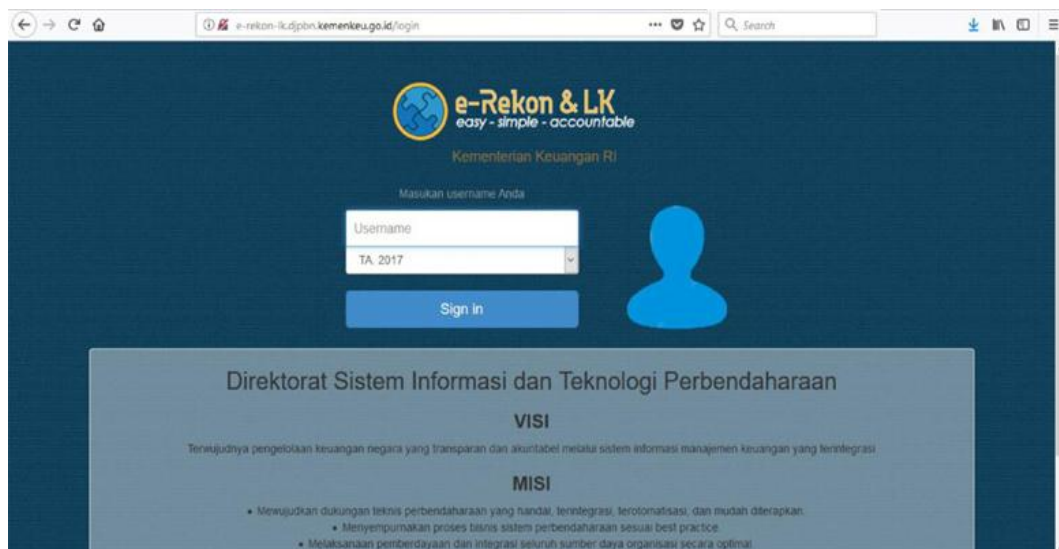 e-rekon-lk.djpbn.kemenkeu.go.id/login
Search
e-Rekon & LK
easy - simple - accountable
Kementerian Keuangan RI
Masukan username Anda
Username
TA. 2017
Sign in
Direktorat Sistem Informasi dan Teknologi Perbendaharaan
VISI
Terwujudnya pengelolaan keuangan negara yang transparan dan akuntabel melalui sistem informasi manajemen keuangan yang terintegrasi
MISI
• Mewujudkan dukungan teknis perbendaharaan yang handal, terintegrasi, terotomatisasi, dan mudah diterapkan.
• Menyempurnakan proses bisnis sistem perbendaharaan sesuai best practice.
• Melaksanaan pemberdayaan dan integrasi seluruh sumber daya organisasi secara optimal